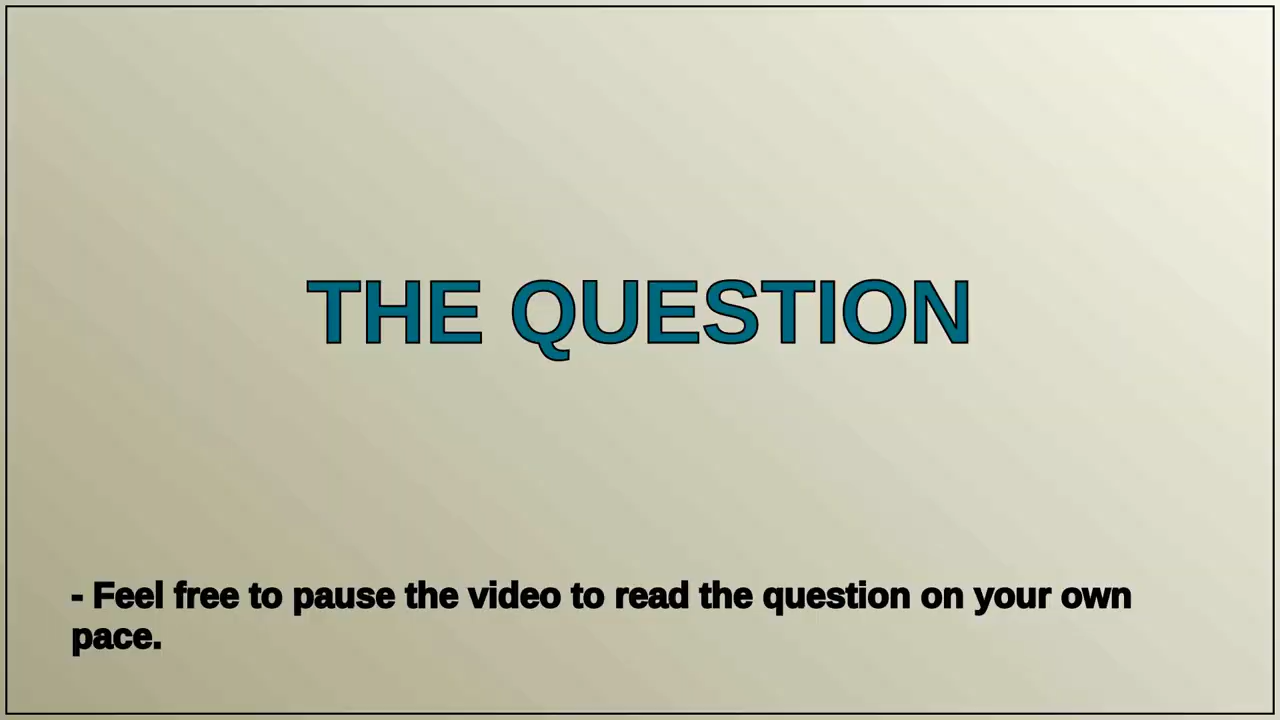 THE QUESTION
- Feel free to pause the video to read the question on your own
pace.